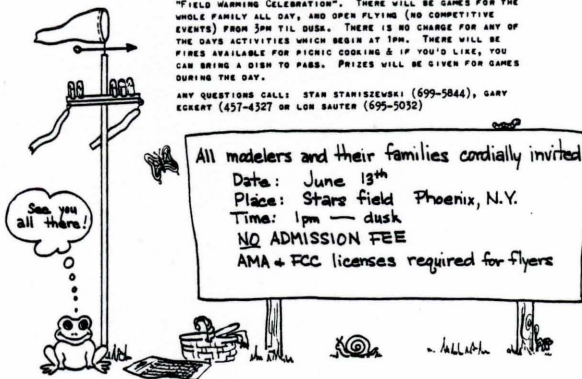 "FIELD WARMING CELEBRATION". THERE WILL BE GAMES FOR THE
WHOLE FAMILY ALL DAY, AND OPEN FLYING (NO COMPETITIVE
EVENTS) FROM 3PM TIL DUSK. THERE IS NO CHARGE FOR ANY OF
THE DAYS ACTIVITIES WHICH BEGIN AT 1PM. THERE WILL BE
FIRES AVAILABLE FOR PICNIC COOKING & IF YOU'D LIKE, YOU
CAN BRING A DISH TO PASS. PRIZES WILL BE GIVEN FOR GAMES
DURING THE DAY.
ANY QUESTIONS CALL: STAN STANISZEWSKI (699-5844), GARY
ECKERT (457-4327 OR LON SAUTER (695-5032)
All modelers and their families cordially invited
Date: June 13th
Place: Stars field Phoenix, N.Y.
Time: 1pm — dusk
NO ADMISSION FEE
AMA + FCC licenses required for flyers
See you
all there!